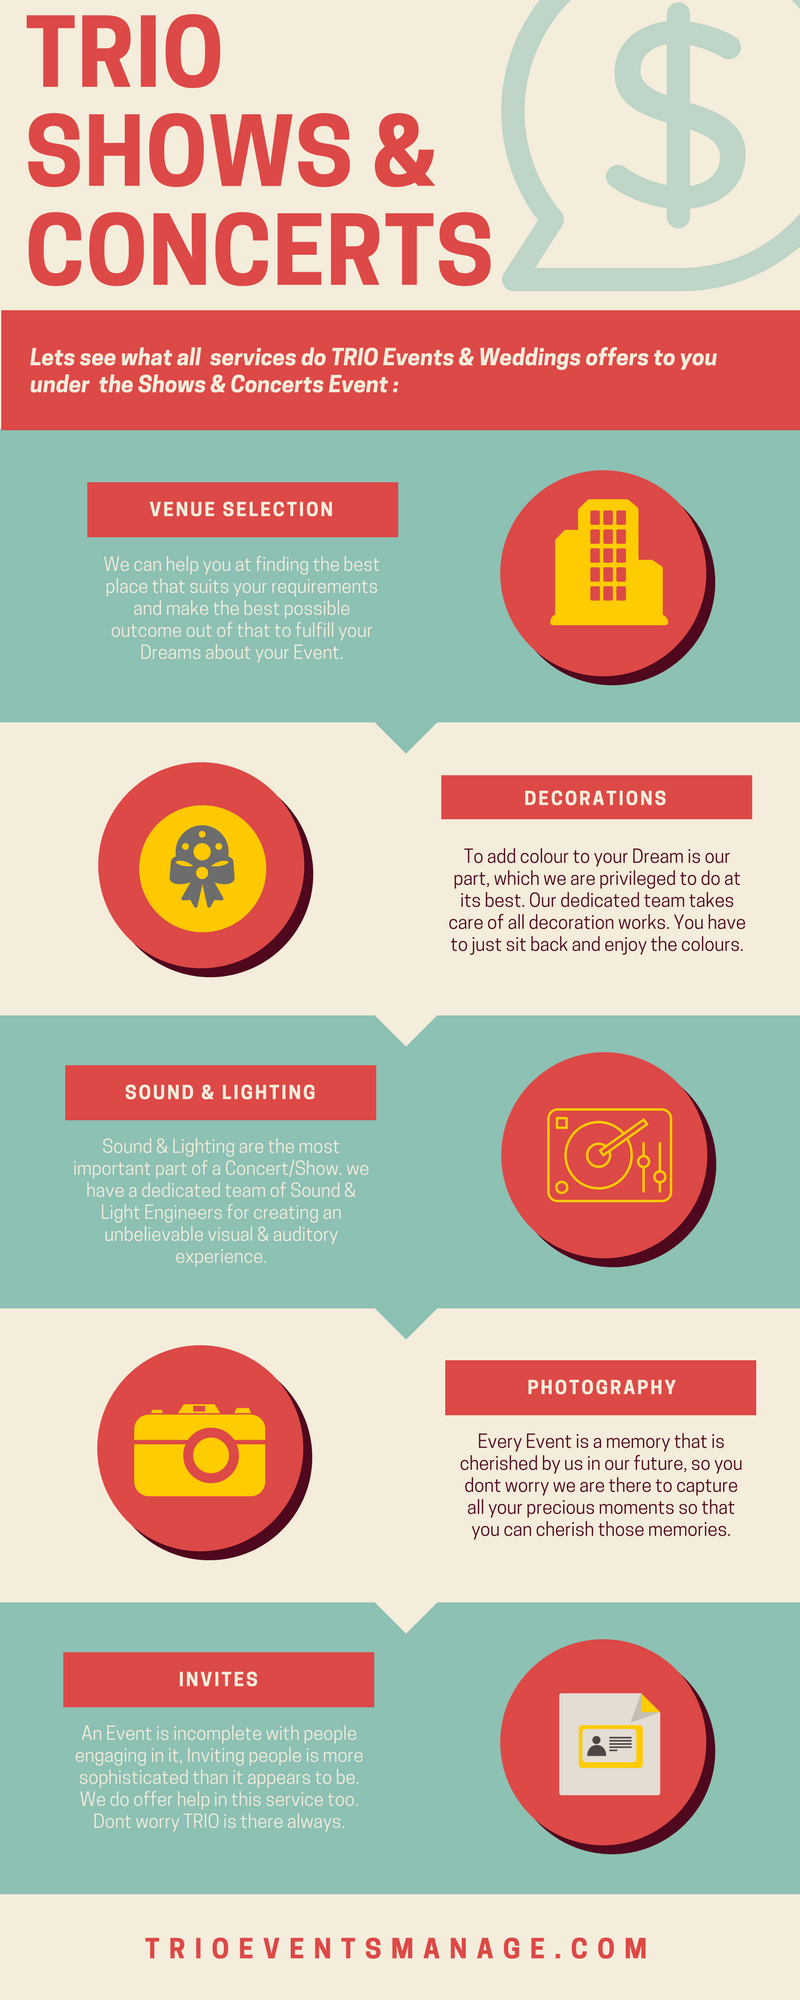 TRIO
SHOWS &
CONCERTS
Lets see what all services do TRIO Events & Weddings offers to you
under the Shows & Concerts Event :
VENUE SELECTION
We can help you at finding the best
place that suits your requirements
and make the best possible
outcome out of that to fulfill your
Dreams about your Event.
DECORATIONS
To add colour to your Dream is our
part, which we are privileged to do at
its best. Our dedicated team takes
care of all decoration works. You have
to just sit back and enjoy the colours.
SOUND & LIGHTING
Sound & Lighting are the most
important part of a Concert/Show. we
have a dedicated team of Sound &
Light Engineers for creating an
unbelievable visual & auditory
experience.
PHOTOGRAPHY
Every Event is a memory that is
cherished by us in our future, so you
dont worry we are there to capture
all your precious moments so that
you can cherish those memories.
INVITES
An Event is incomplete with people
engaging in it, Inviting people is more
sophisticated than it appears to be.
We do offer help in this service too.
Dont worry TRIO is there always.
TRIOEVENTSMANAGE.COM